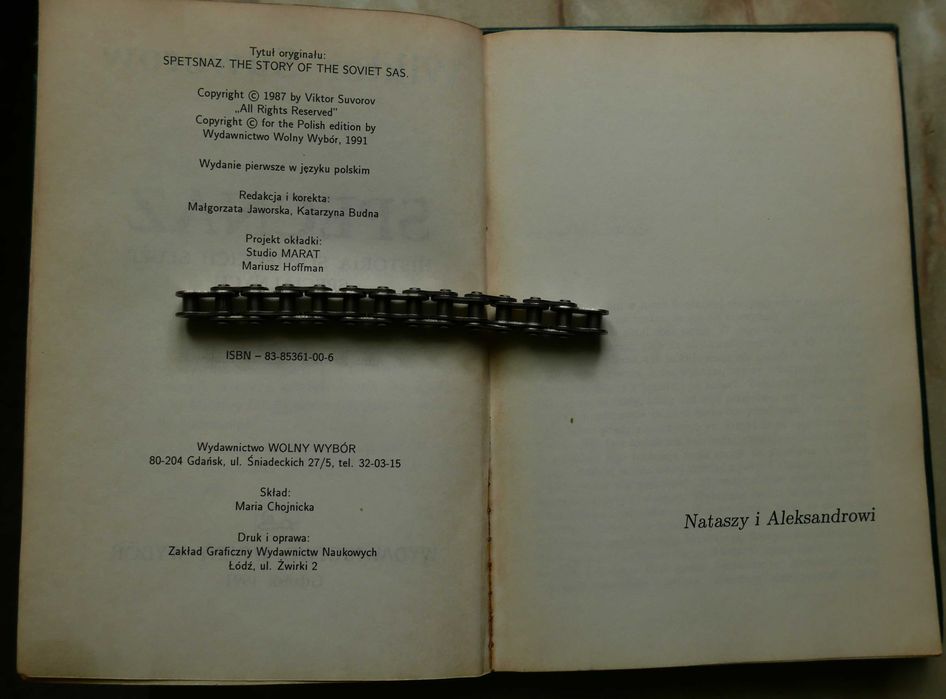 Tytuł oryginału:
SPETSNAZ. THE STORY OF THE SOVIET SAS.
Copyright © 1987 by Viktor Suvorov
„All Rights Reserved"
Copyright © for the Polish edition by
Wydawnictwo Wolny Wybór, 1991
Wydanie pierwsze w języku polskim
Redakcja i korekta:
Małgorzata Jaworska, Katarzyna Budna
Projekt okładki:
Studio MARAT
Mariusz Hoffman
ISBN – 83-85361-00-6
Wydawnictwo WOLNY WYBÓR
80-204 Gdańsk, ul. Śniadeckich 27/5, tel. 32-03-15
Skład:
Maria Chojnicka
Druk i oprawa:
Zakład Graficzny Wydawnictw Naukowych
Łódź, ul. Żwirki 2
Nataszy i Aleksandrowi